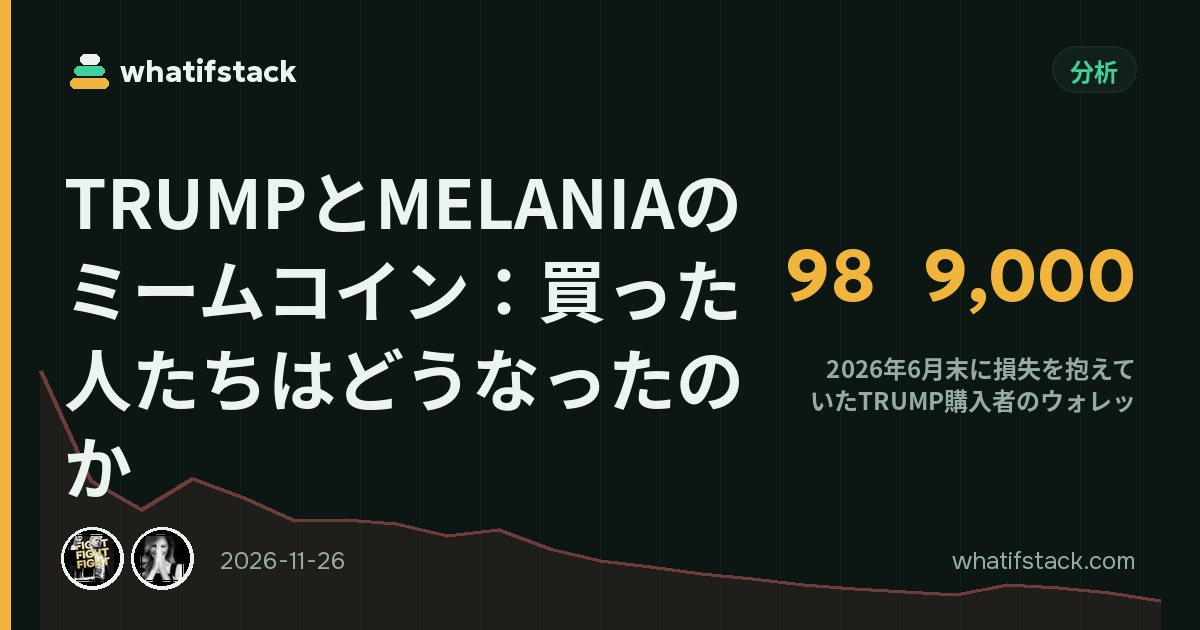 whatifstack
分析
TRUMPとMELANIAの
ミームコイン：買った
人たちはどうなったの
か
98 9,000
2026年6月末に損失を抱えて
いたTRUMP購入者のウォレッ
FIGHT
FIGHT
FIGHT
2026-11-26
whatifstack.com